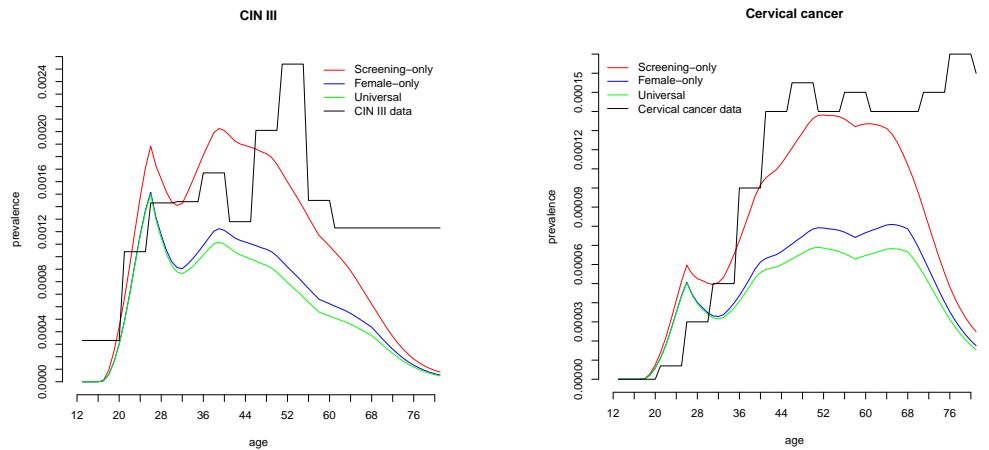 CIN III
Screening−only
Female−only
Universal
CIN III data
prevalence
0.0000
0.0004
0.0008
0.0012
0.0016
0.0020
0.0024
12 20 28 36 44 52 60 68 76
age
Cervical cancer
Screening−only
Female−only
Universal
Cervical cancer data
prevalence
0.00000
0.00003
0.00006
0.00009
0.00012
0.00015
12 20 28 36 44 52 60 68 76
age